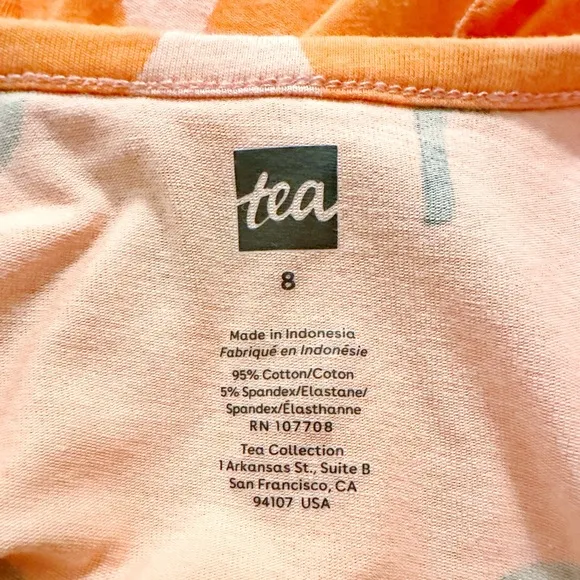 tea
8
Made in Indonesia
Fabriqué en Indonésie
95% Cotton/Coton
5% Spandex/Elastane/
Spandex/Élasthanne
RN 107708
Tea Collection
1 Arkansas St., Suite B
San Francisco, CA
94107 USA